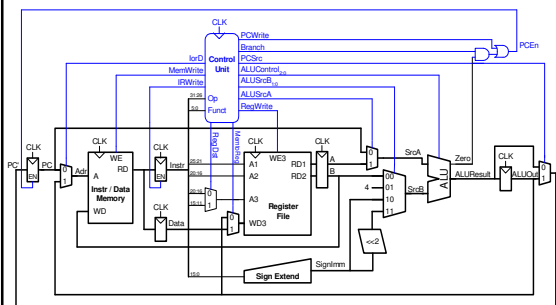 CLK
PCWrite
Branch
PCEn
IorD
Control
Unit
PCSrc
MemWrite
ALUControl2:0
IRWrite
ALUSrcB1:0
31:26
Op
ALUSrcA
5:0
Funct
RegWrite
RegDst
MemtoReg
CLK
CLK
CLK
CLK
CLK
CLK
PC'
PC
EN
0
1
Adr
WE
A
RD
Instr / Data
Memory
WD
EN
Instr
25:21
A1
WE3
RD1
A
0
1
SrcA
Zero
0
1
20:16
A2
RD2
B
00
ALU
ALUResult
ALUOut
4
01
20:16
0
A3
10
SrcB
15:11
1
11
Register
File
Data
0
1
WD3
<<2
SignImm
15:0
Sign Extend